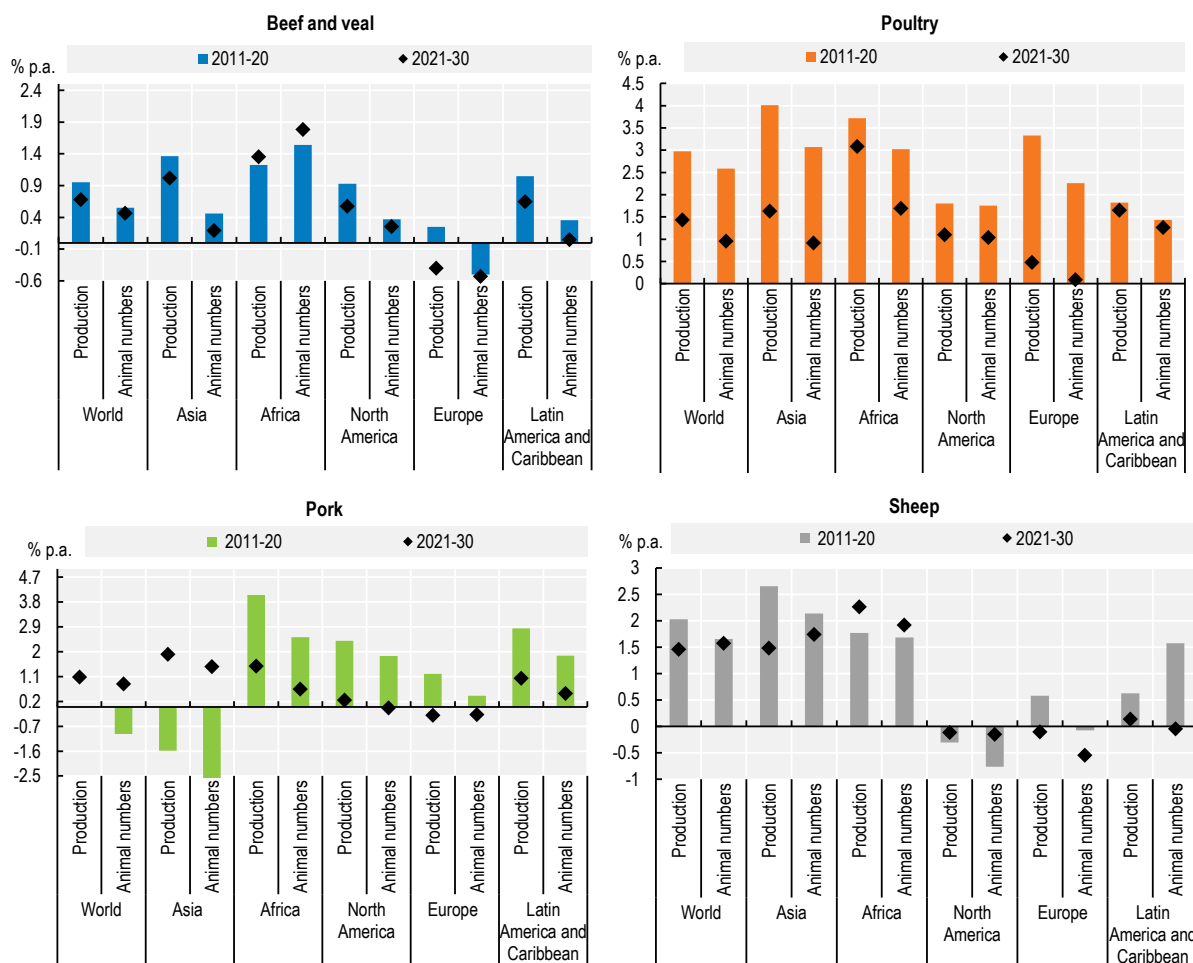 Beef and veal
2011-20
2021-30
% p.a.
2.4
1.9
1.4
0.9
0.4
-0.1
-0.6
Production
Animal numbers
Production
Animal numbers
Production
Animal numbers
Production
Animal numbers
Production
Animal numbers
Production
Animal numbers
World
Asia
Africa
North
America
Europe
Latin
America and
Caribbean
Poultry
2011-20
2021-30
% p.a.
4.5
4
3.5
3
2.5
2
1.5
1
0.5
0
Production
Animal numbers
Production
Animal numbers
Production
Animal numbers
Production
Animal numbers
Production
Animal numbers
Production
Animal numbers
World
Asia
Africa
North
America
Europe
Latin
America and
Caribbean
Pork
2011-20
2021-30
% p.a.
4.7
3.8
2.9
2
1.1
0.2
-0.7
-1.6
-2.5
Production
Animal numbers
Production
Animal numbers
Production
Animal numbers
Production
Animal numbers
Production
Animal numbers
Production
Animal numbers
World
Asia
Africa
North
America
Europe
Latin
America and
Caribbean
Sheep
2011-20
2021-30
% p.a.
3
2.5
2
1.5
1
0.5
0
-0.5
-1
Production
Animal numbers
Production
Animal numbers
Production
Animal numbers
Production
Animal numbers
Production
Animal numbers
Production
Animal numbers
World
Asia
Africa
North
America
Europe
Latin
America and
Caribbean